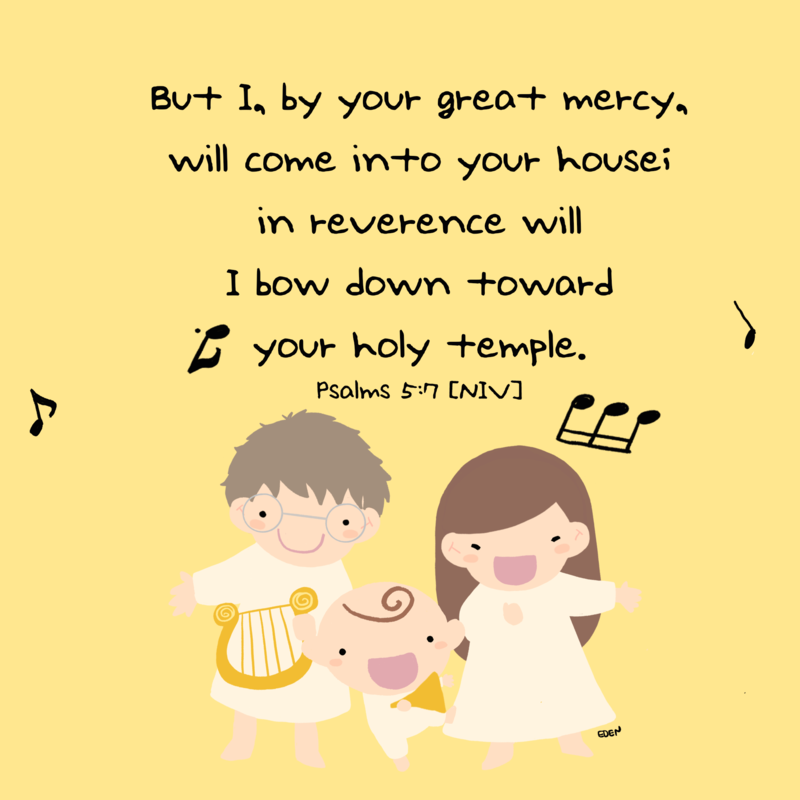 But I, by your great mercy,
will come into your house;
in reverence will
I bow down toward
your holy temple.
Psalms 5:7 [NIV]
EDEN